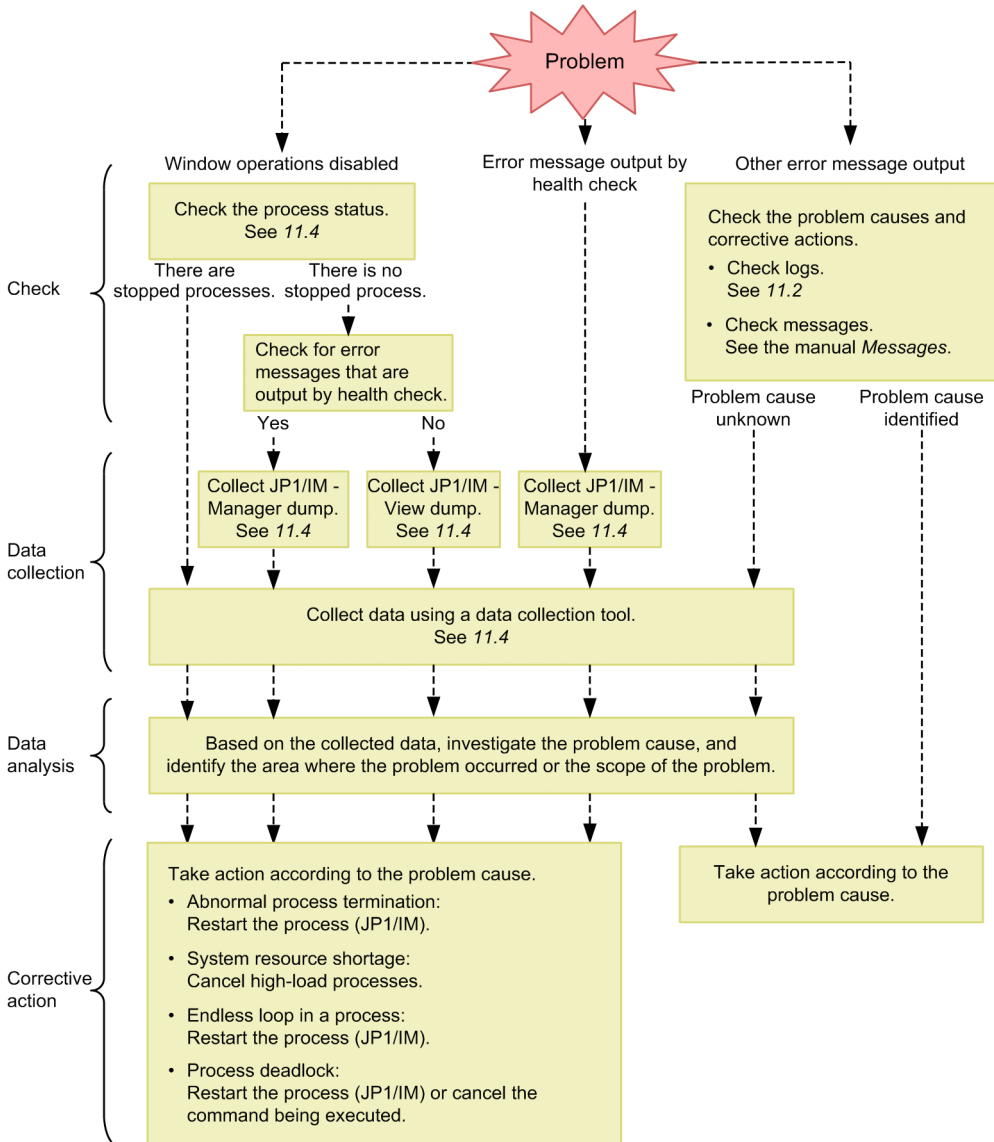 Problem
Window operations disabled
Error message output by
health check
Other error message output
Check
Check the process status.
See 11.4
There are
stopped processes.
There is no
stopped process.
Check for error
messages that are
output by health check.
Yes
No
Check the problem causes and
corrective actions.
• Check logs.
See 11.2
• Check messages.
See the manual Messages.
Problem cause
unknown
Problem cause
identified
Data
collection
Collect JP1/IM -
Manager dump.
See 11.4
Collect JP1/IM -
View dump.
See 11.4
Collect JP1/IM -
Manager dump.
See 11.4
Collect data using a data collection tool.
See 11.4
Data
analysis
Based on the collected data, investigate the problem cause, and
identify the area where the problem occurred or the scope of the problem.
Corrective
action
Take action according to the problem cause.
• Abnormal process termination:
Restart the process (JP1/IM).
• System resource shortage:
Cancel high-load processes.
• Endless loop in a process:
Restart the process (JP1/IM).
• Process deadlock:
Restart the process (JP1/IM) or cancel the
command being executed.
Take action according to the
problem cause.